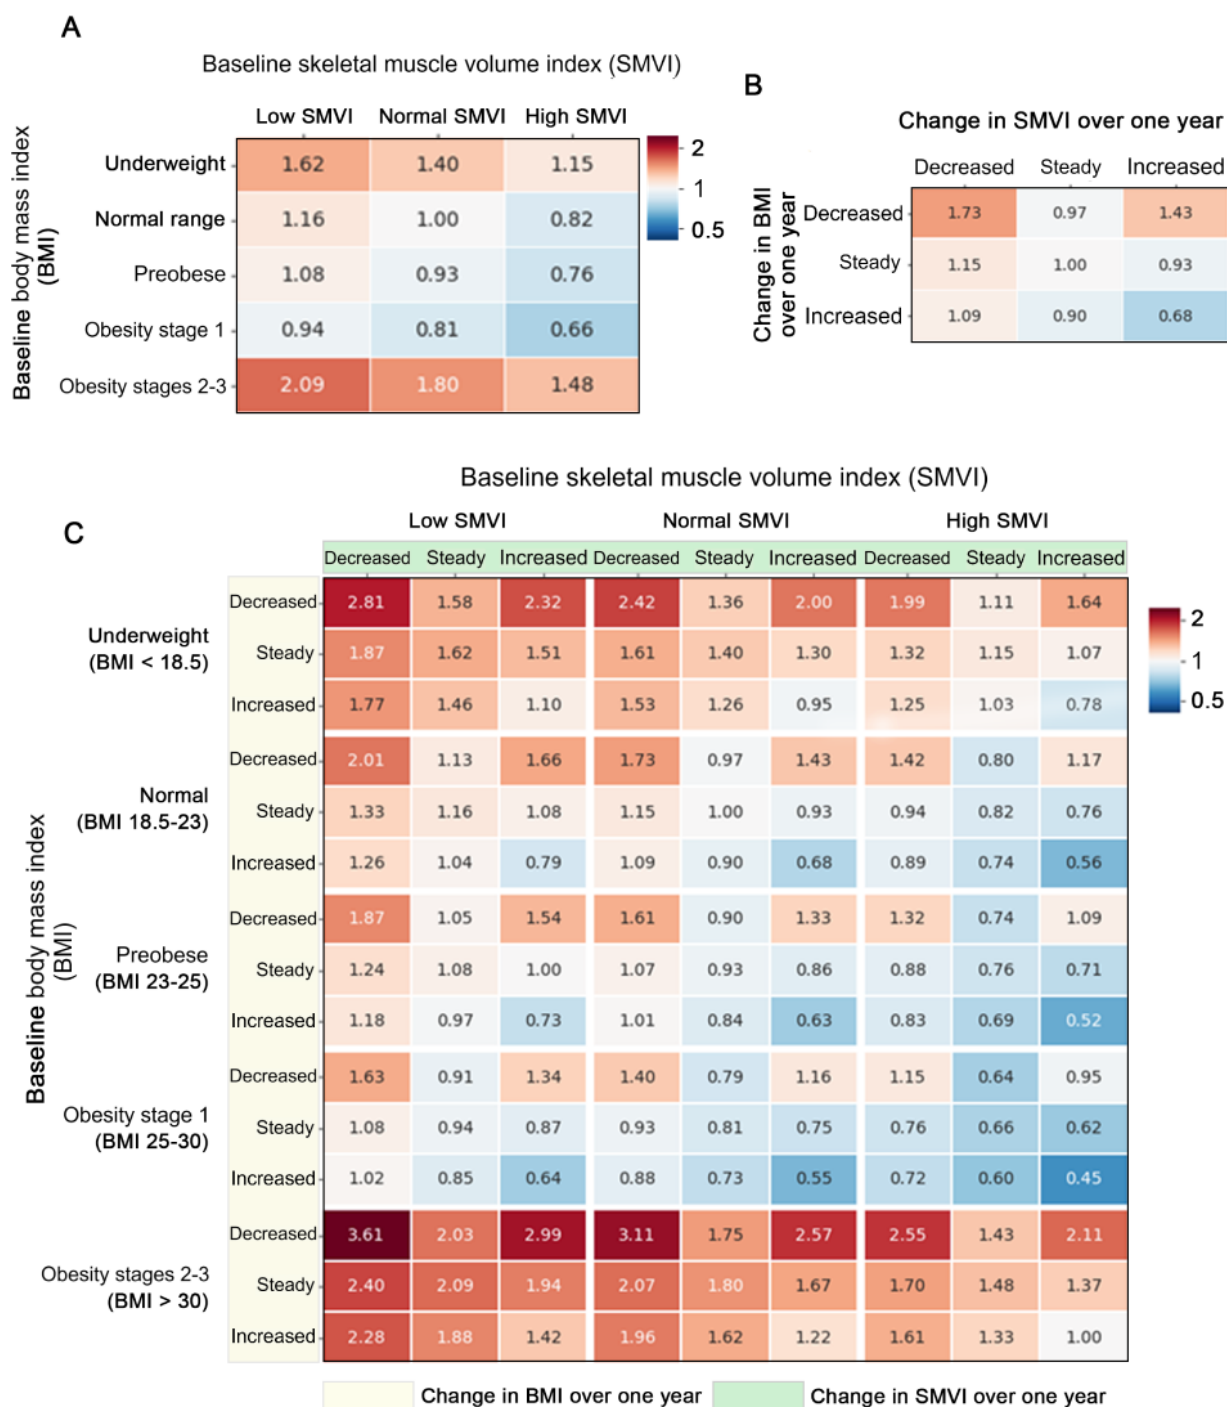 A
Baseline skeletal muscle volume index (SMVI)
Low SMVI Normal SMVI High SMVI
Baseline body mass index
(BMI)
Underweight 1.62 1.40 1.15
Normal range 1.16 1.00 0.82
Preobese 1.08 0.93 0.76
Obesity stage 1 0.94 0.81 0.66
Obesity stages 2-3 2.09 1.80 1.48
2
1
0.5
B
Change in SMVI over one year
Decreased Steady Increased
Change in BMI
over one year
Decreased 1.73 0.97 1.43
Steady 1.15 1.00 0.93
Increased 1.09 0.90 0.68
C
Baseline skeletal muscle volume index (SMVI)
Low SMVI Normal SMVI High SMVI
Decreased Steady Increased Decreased Steady Increased Decreased Steady Increased
Baseline body mass index
(BMI)
Underweight
(BMI < 18.5)
Decreased 2.81 1.58 2.32 2.42 1.36 2.00 1.99 1.11 1.64
Steady 1.87 1.62 1.51 1.61 1.40 1.30 1.32 1.15 1.07
Increased 1.77 1.46 1.10 1.53 1.26 0.95 1.25 1.03 0.78
Normal
(BMI 18.5-23)
Decreased 2.01 1.13 1.66 1.73 0.97 1.43 1.42 0.80 1.17
Steady 1.33 1.16 1.08 1.15 1.00 0.93 0.94 0.82 0.76
Increased 1.26 1.04 0.79 1.09 0.90 0.68 0.89 0.74 0.56
Preobese
(BMI 23-25)
Decreased 1.87 1.05 1.54 1.61 0.90 1.33 1.32 0.74 1.09
Steady 1.24 1.08 1.00 1.07 0.93 0.86 0.88 0.76 0.71
Increased 1.18 0.97 0.73 1.01 0.84 0.63 0.83 0.69 0.52
Obesity stage 1
(BMI 25-30)
Decreased 1.63 0.91 1.34 1.40 0.79 1.16 1.15 0.64 0.95
Steady 1.08 0.94 0.87 0.93 0.81 0.75 0.76 0.66 0.62
Increased 1.02 0.85 0.64 0.88 0.73 0.55 0.72 0.60 0.45
Obesity stages 2-3
(BMI > 30)
Decreased 3.61 2.03 2.99 3.11 1.75 2.57 2.55 1.43 2.11
Steady 2.40 2.09 1.94 2.07 1.80 1.67 1.70 1.48 1.37
Increased 2.28 1.88 1.42 1.96 1.62 1.22 1.61 1.33 1.00
2
1
0.5
Change in BMI over one year Change in SMVI over one year